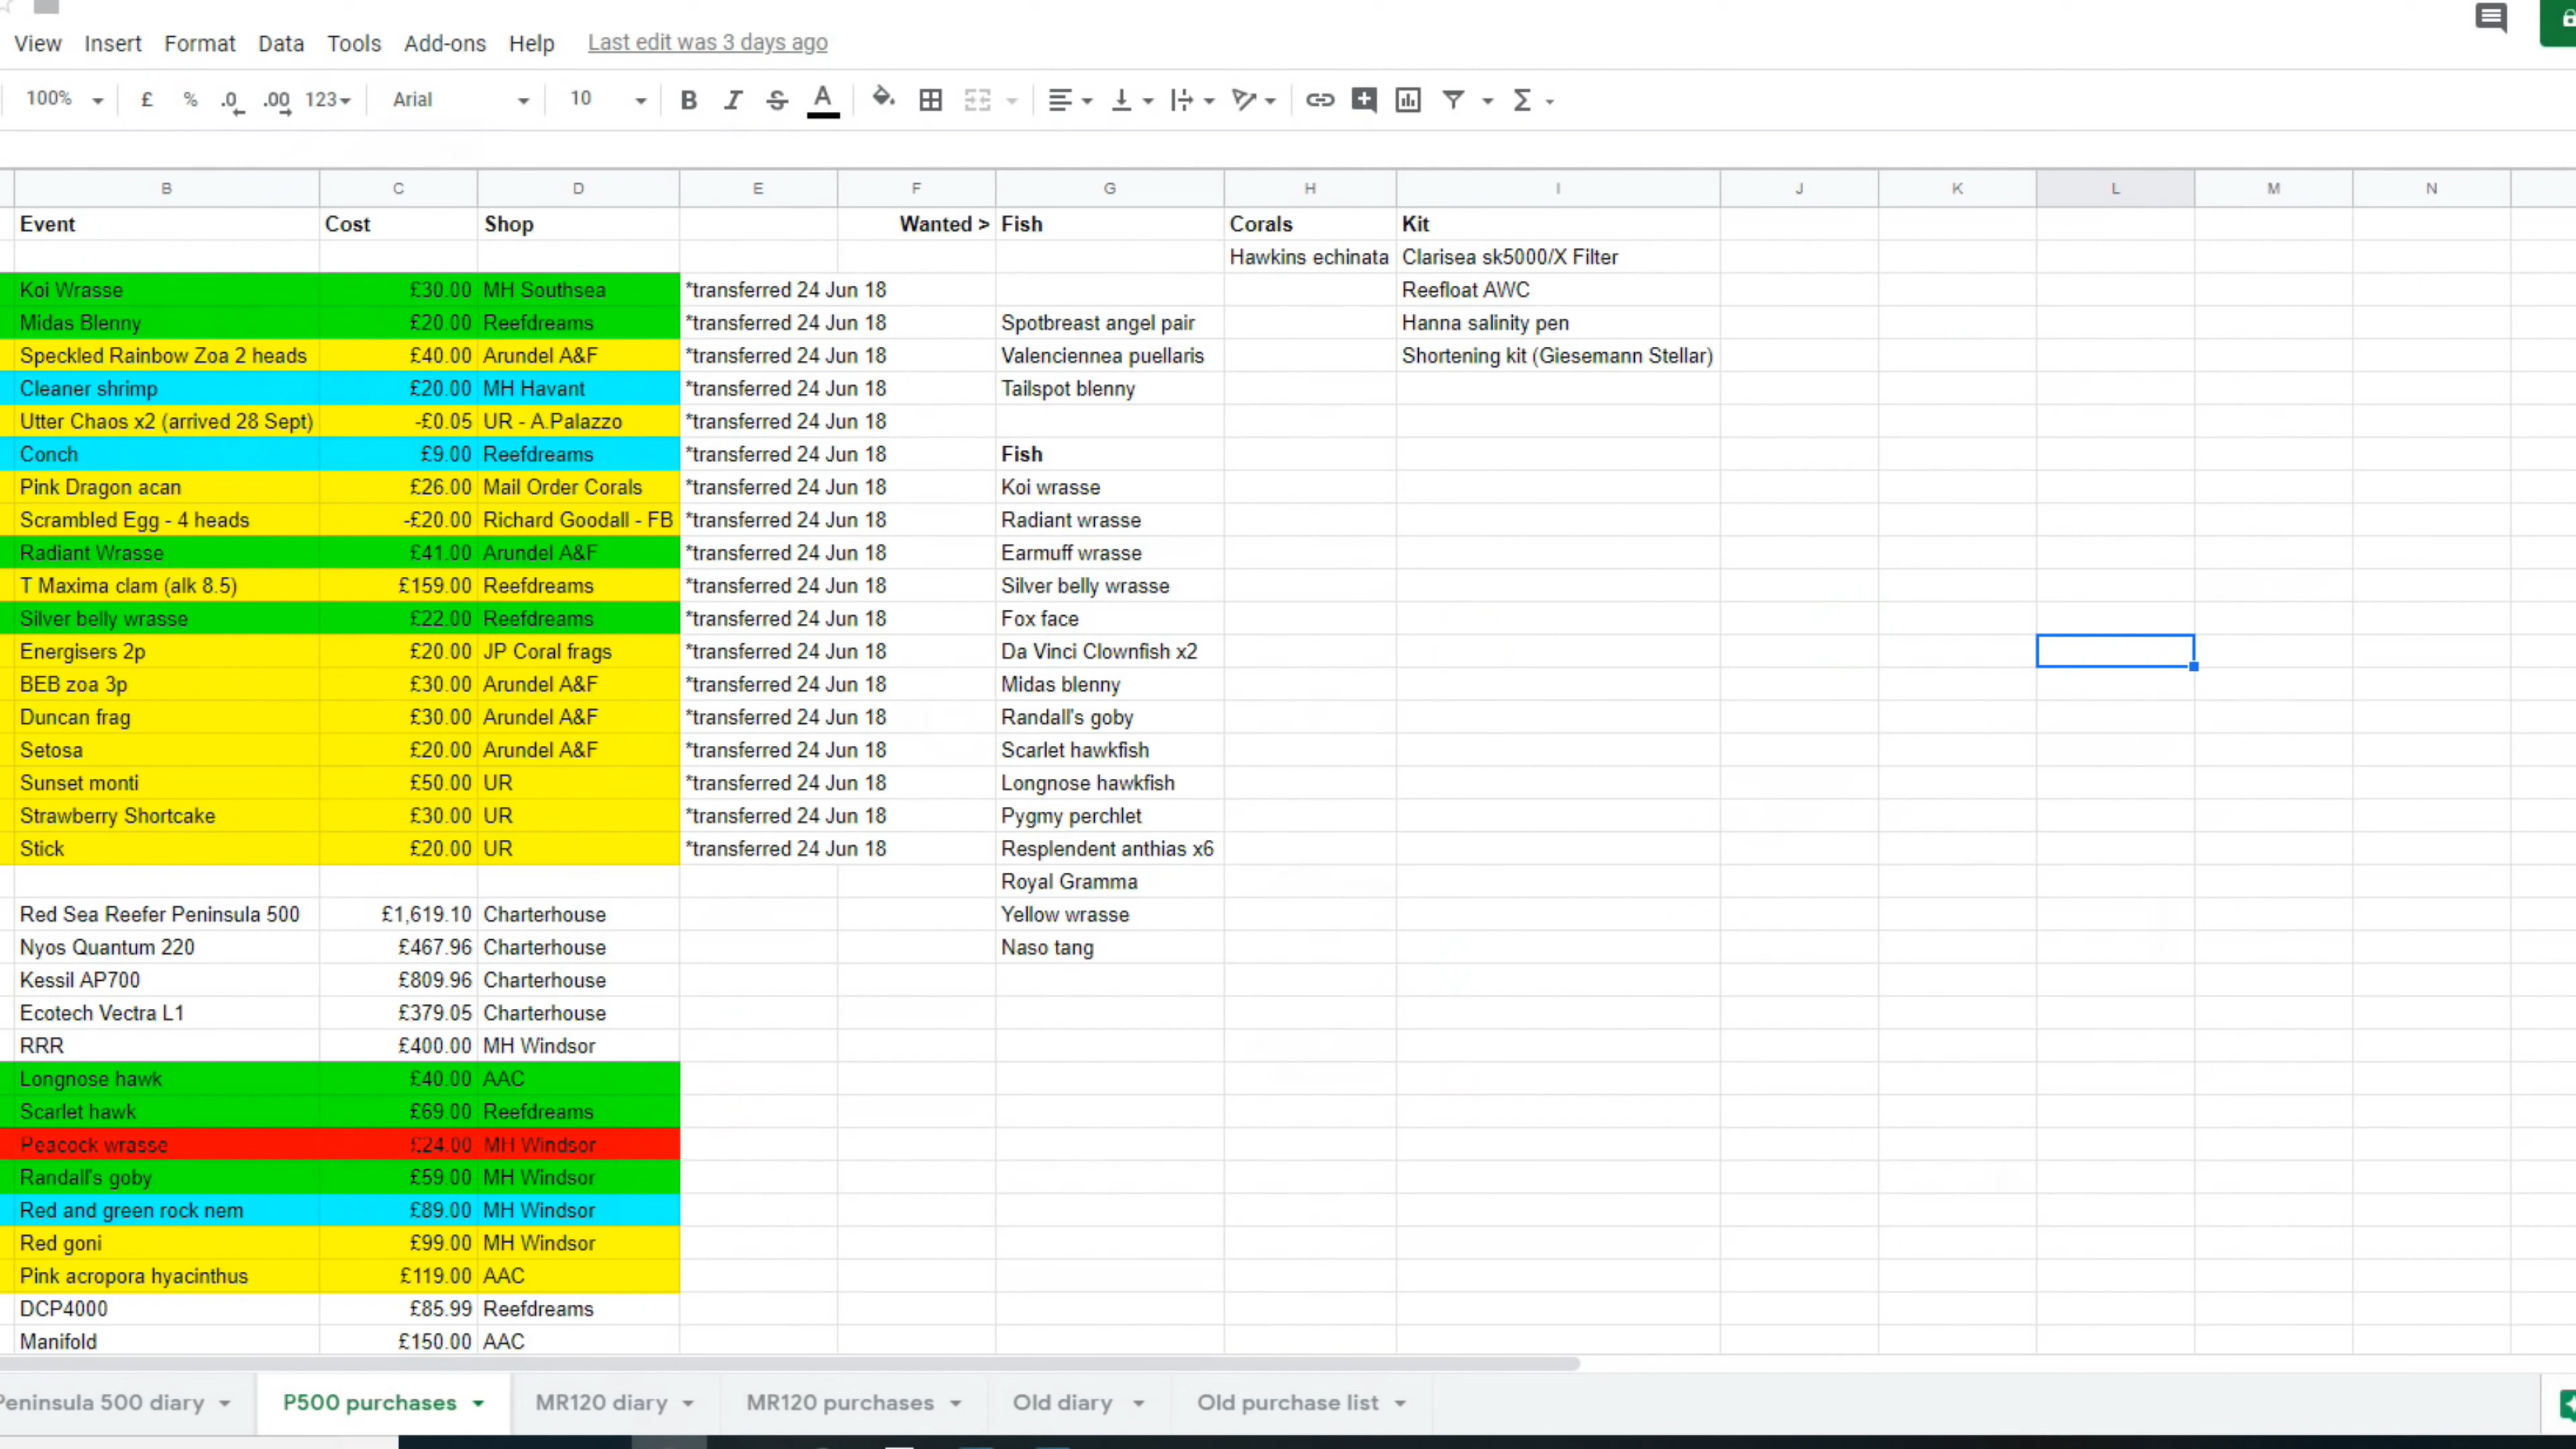 View Insert Format Data Tools Add-ons Help Last edit was 3 days ago
100% £ % .0 .00 123 Arial 10 B I S A Σ
B C D E F G H I J K L M N
Event Cost Shop Wanted > Fish Corals Kit
Hawkins echinata Clarisea sk5000/X Filter
Koi Wrasse £30.00 MH Southsea *transferred 24 Jun 18 Reefloat AWC
Midas Blenny £20.00 Reefdreams *transferred 24 Jun 18 Spotbreast angel pair Hanna salinity pen
Speckled Rainbow Zoa 2 heads £40.00 Arundel A&F *transferred 24 Jun 18 Valenciennea puellaris Shortening kit (Giesemann Stellar)
Cleaner shrimp £20.00 MH Havant *transferred 24 Jun 18 Tailspot blenny
Utter Chaos x2 (arrived 28 Sept) -£0.05 UR - A.Palazzo *transferred 24 Jun 18
Conch £9.00 Reefdreams *transferred 24 Jun 18 Fish
Pink Dragon acan £26.00 Mail Order Corals *transferred 24 Jun 18 Koi wrasse
Scrambled Egg - 4 heads -£20.00 Richard Goodall - FB *transferred 24 Jun 18 Radiant wrasse
Radiant Wrasse £41.00 Arundel A&F *transferred 24 Jun 18 Earmuff wrasse
T Maxima clam (alk 8.5) £159.00 Reefdreams *transferred 24 Jun 18 Silver belly wrasse
Silver belly wrasse £22.00 Reefdreams *transferred 24 Jun 18 Fox face
Energisers 2p £20.00 JP Coral frags *transferred 24 Jun 18 Da Vinci Clownfish x2
BEB zoa 3p £30.00 Arundel A&F *transferred 24 Jun 18 Midas blenny
Duncan frag £30.00 Arundel A&F *transferred 24 Jun 18 Randall's goby
Setosa £20.00 Arundel A&F *transferred 24 Jun 18 Scarlet hawkfish
Sunset monti £50.00 UR *transferred 24 Jun 18 Longnose hawkfish
Strawberry Shortcake £30.00 UR *transferred 24 Jun 18 Pygmy perchlet
Stick £20.00 UR *transferred 24 Jun 18 Resplendent anthias x6
Royal Gramma
Red Sea Reefer Peninsula 500 £1,619.10 Charterhouse Yellow wrasse
Nyos Quantum 220 £467.96 Charterhouse Naso tang
Kessil AP700 £809.96 Charterhouse
Ecotech Vectra L1 £379.05 Charterhouse
RRR £400.00 MH Windsor
Longnose hawk £40.00 AAC
Scarlet hawk £69.00 Reefdreams
Peacock wrasse £24.00 MH Windsor
Randall's goby £59.00 MH Windsor
Red and green rock nem £89.00 MH Windsor
Red goni £99.00 MH Windsor
Pink acropora hyacinthus £119.00 AAC
DCP4000 £85.99 Reefdreams
Manifold £150.00 AAC
Peninsula 500 diary P500 purchases MR120 diary MR120 purchases Old diary Old purchase list